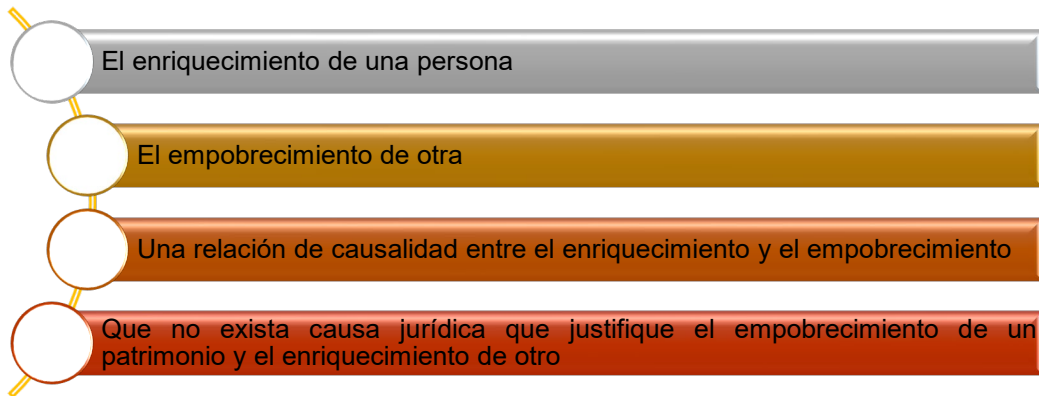 El enriquecimiento de una persona
El empobrecimiento de otra
Una relación de causalidad entre el enriquecimiento y el empobrecimiento
Que no exista causa jurídica que justifique el empobrecimiento de un
patrimonio y el enriquecimiento de otro